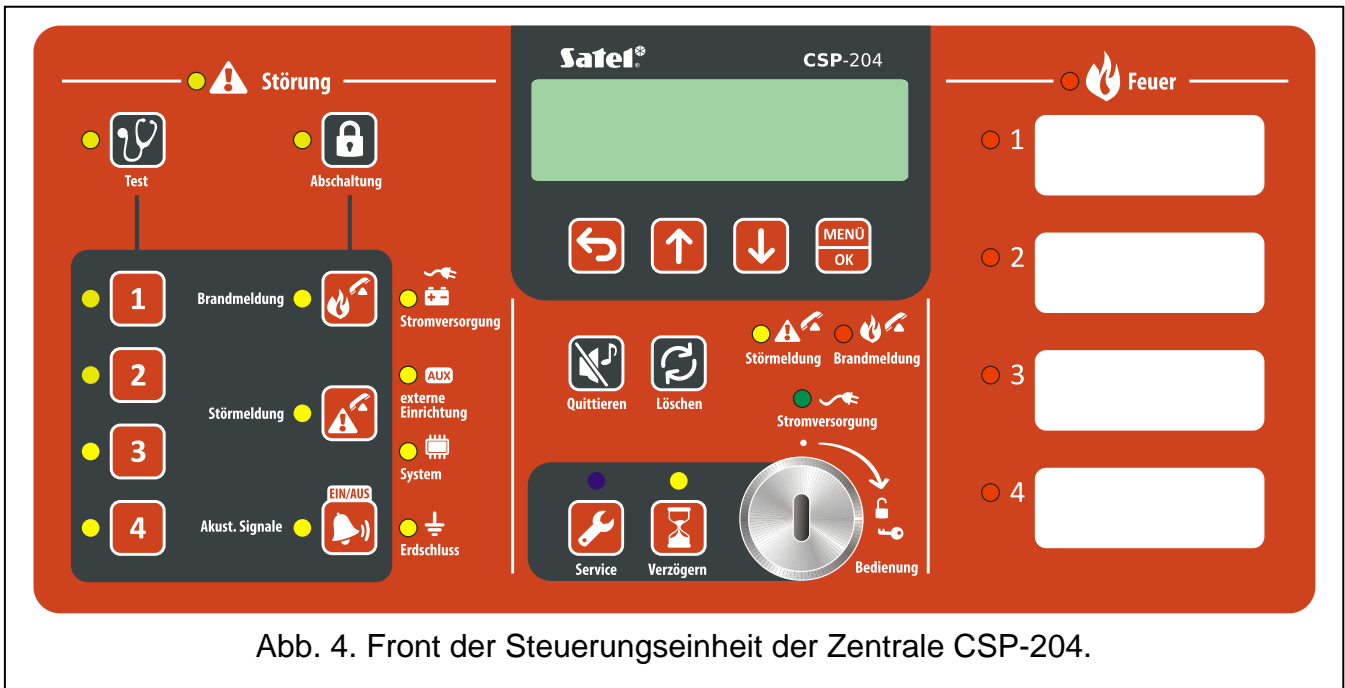 Störung
Test
Abschaltung
1
2
3
4
Brandmeldung
Störmeldung
EIN/AUS
Akust. Signale
Stromversorgung
AUX
externe
Einrichtung
System
Erdschluss
Satel®
CSP-204
MENÜ
OK
Quittieren
Löschen
Störmeldung
Brandmeldung
Stromversorgung
Service
Verzögern
Bedienung
Feuer
1
2
3
4
Abb. 4. Front der Steuerungseinheit der Zentrale CSP-204.